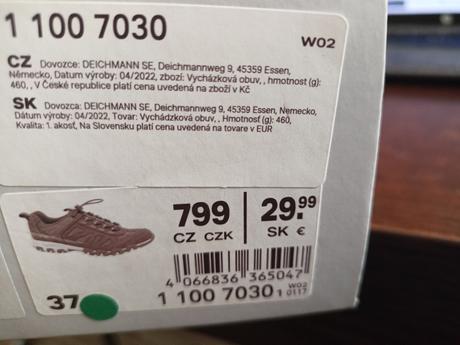 1 100 7030
W02
CZ Dovozce: DEICHMANN SE, Deichmannweg 9, 45359 Essen,
Německo, Datum výroby: 04/2022, zboží: Vycházková obuv, , hmotnost (g):
460, , V České republice platí cena uvedená na zboží v Kč
SK Dovozca: DEICHMANN SE, Deichmannweg 9, 45359 Essen, Nemecko,
Dátum výroby: 04/2022, Tovar: Vychádzková obuv, , Hmotnosť (g): 460,
Kvalita: 1. akosť, Na Slovensku platí cena uvedená na tovare v EUR
799 29.99
CZ CZK SK €
4 066836 365047
37 1 100 7030 1 W02 0117